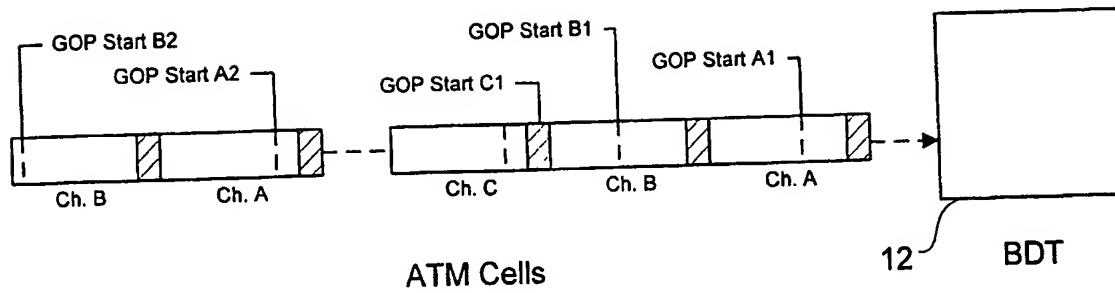 GOP Start B2
GOP Start A2
GOP Start B1
GOP Start C1
GOP Start A1
Ch. B
Ch. A
Ch. C
Ch. B
Ch. A
12
BDT
ATM Cells